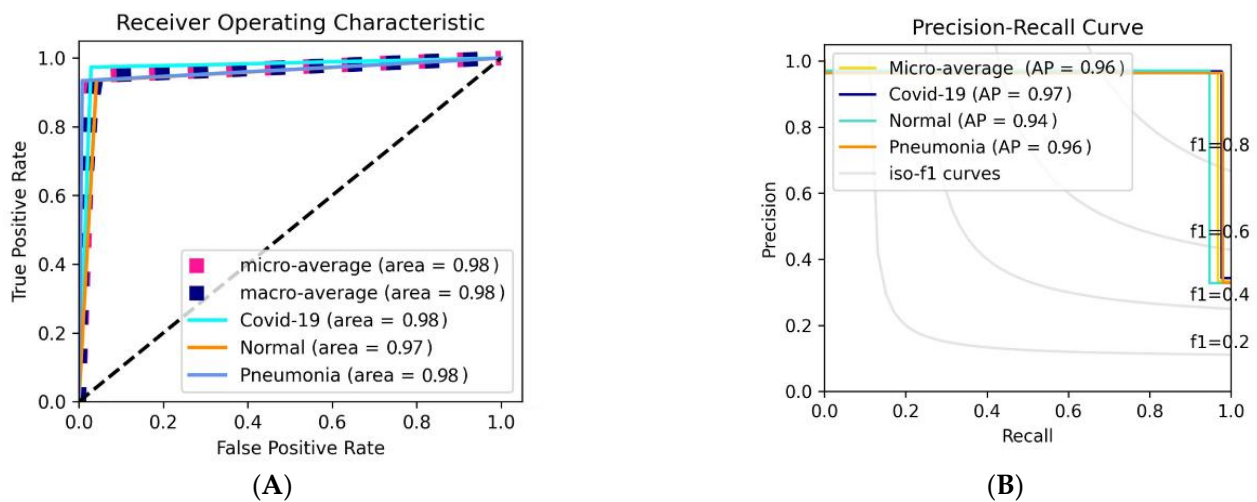 Receiver Operating Characteristic
True Positive Rate
1.0
0.8
0.6
0.4
0.2
0.0
micro-average (area = 0.98)
macro-average (area = 0.98)
Covid-19 (area = 0.98)
Normal (area = 0.97)
Pneumonia (area = 0.98)
0.0 0.2 0.4 0.6 0.8 1.0
False Positive Rate
(A)
Precision-Recall Curve
Precision
1.0
0.8
0.6
0.4
0.2
0.0
Micro-average (AP = 0.96)
Covid-19 (AP = 0.97)
Normal (AP = 0.94)
Pneumonia (AP = 0.96)
iso-f1 curves
f1=0.8
f1=0.6
f1=0.4
f1=0.2
0.0 0.2 0.4 0.6 0.8 1.0
Recall
(B)